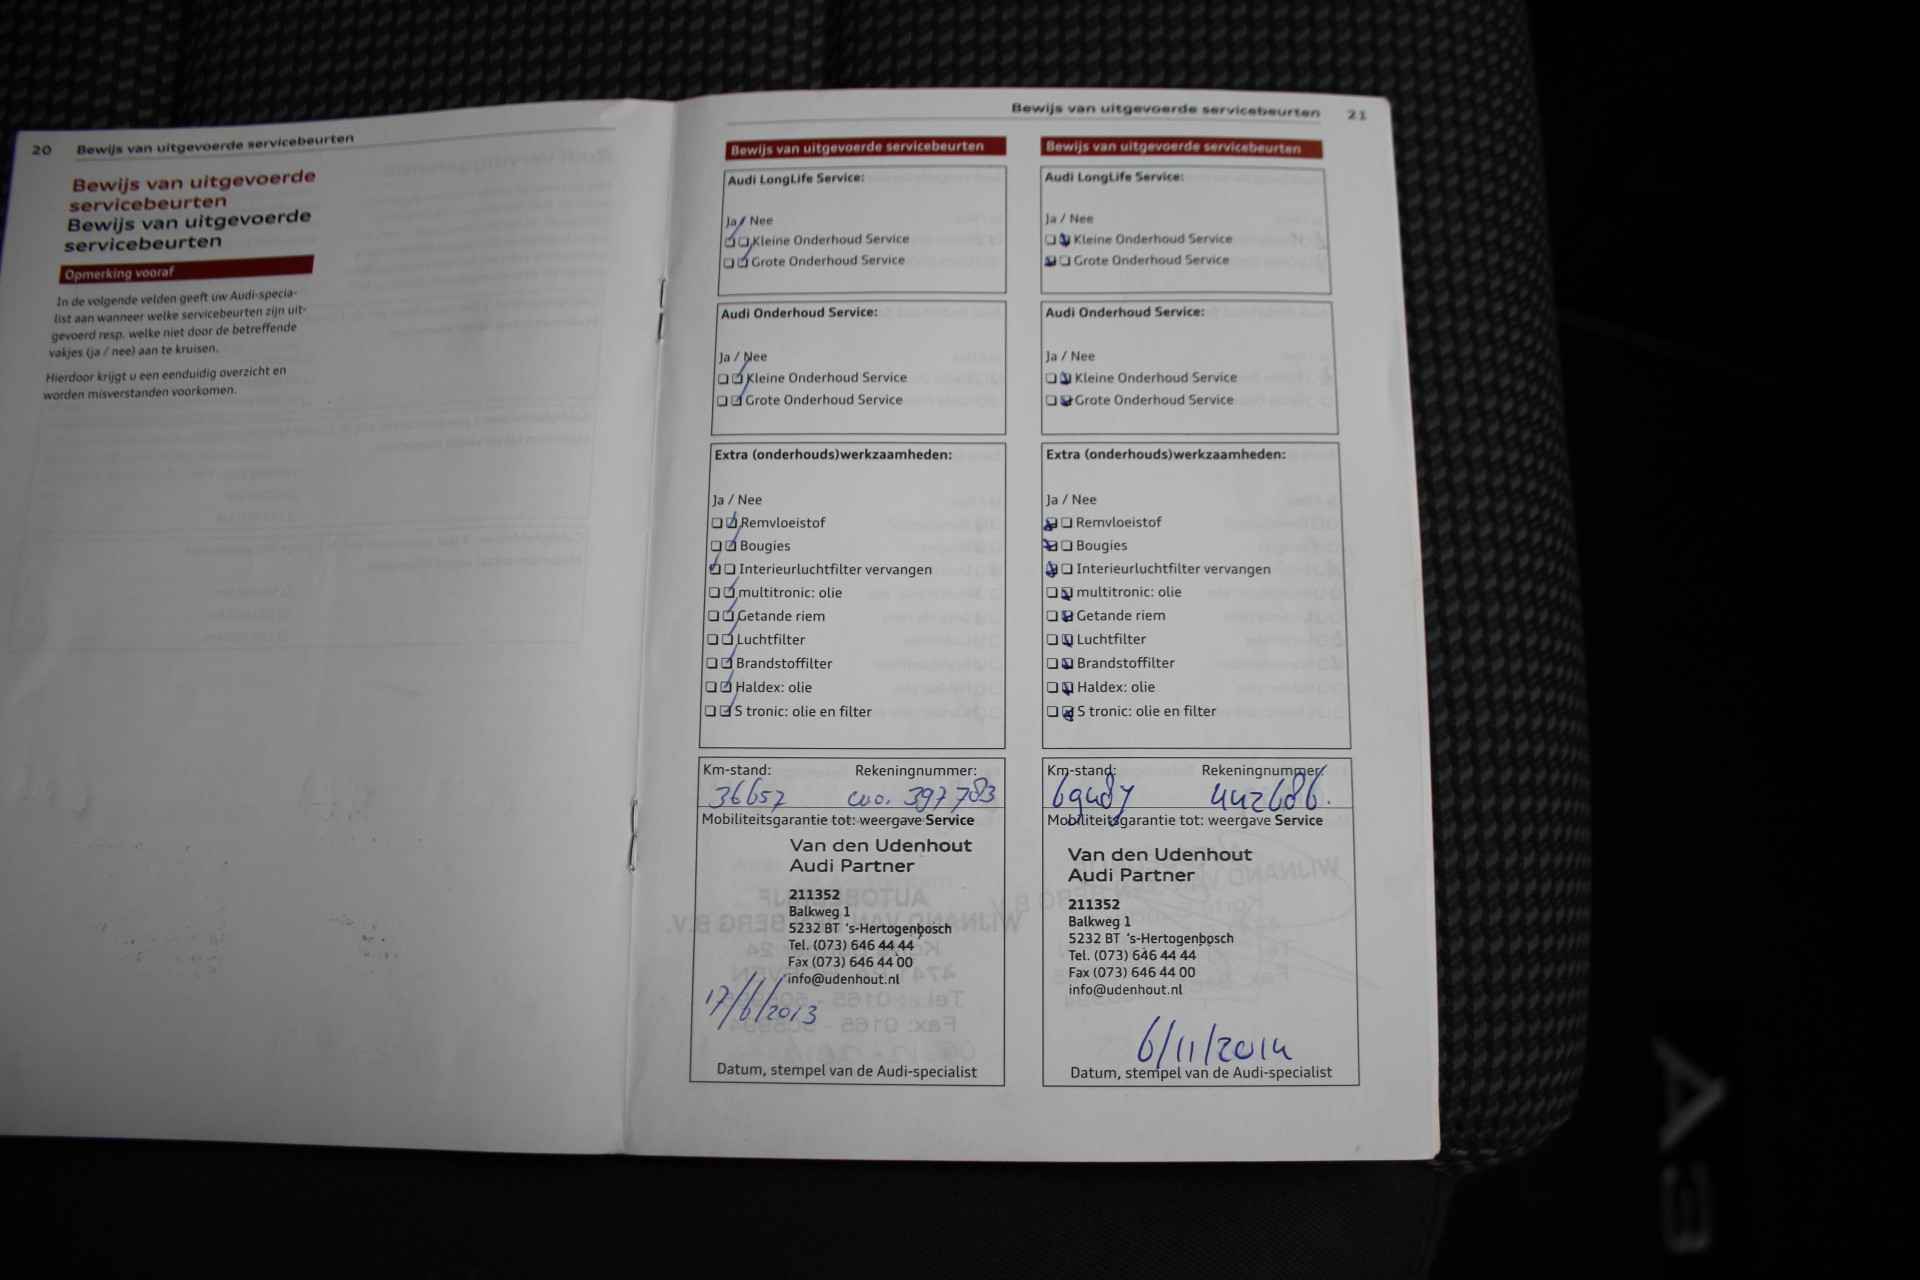 20 Bewijs van uitgevoerde servicebeurten
Bewijs van uitgevoerde
servicebeurten
Bewijs van uitgevoerde
servicebeurten
Opmerking vooraf
In de volgende velden geeft uw Audi-specia-
list aan wanneer welke servicebeurten zijn uit-
gevoerd resp. welke niet door de betreffende
vakjes (ja / nee) aan te kruisen.
Hierdoor krijgt u een eenduidig overzicht en
worden misverstanden voorkomen.
Bewijs van uitgevoerde servicebeurten 21
Bewijs van uitgevoerde servicebeurten
Audi LongLife Service:
Ja / Nee
Kleine Onderhoud Service
Grote Onderhoud Service
Audi Onderhoud Service:
Ja / Nee
Kleine Onderhoud Service
Grote Onderhoud Service
Extra (onderhouds)werkzaamheden:
Ja / Nee
Remvloeistof
Bougies
Interieurluchtfilter vervangen
multitronic: olie
Getande riem
Luchtfilter
Brandstoffilter
Haldex: olie
S tronic: olie en filter
Km-stand: Rekeningnummer:
36657 397783
Mobiliteitsgarantie tot: weergave Service
Van den Udenhout
Audi Partner
211352
Balkweg 1
5232 BT 's-Hertogenbosch
Tel. (073) 646 44 44
Fax (073) 646 44 00
info@udenhout.nl
17/6/2013
Datum, stempel van de Audi-specialist
Bewijs van uitgevoerde servicebeurten
Audi LongLife Service:
Ja / Nee
Kleine Onderhoud Service
Grote Onderhoud Service
Audi Onderhoud Service:
Ja / Nee
Kleine Onderhoud Service
Grote Onderhoud Service
Extra (onderhouds)werkzaamheden:
Ja / Nee
Remvloeistof
Bougies
Interieurluchtfilter vervangen
multitronic: olie
Getande riem
Luchtfilter
Brandstoffilter
Haldex: olie
S tronic: olie en filter
Km-stand: Rekeningnummer:
442686.
Mobiliteitsgarantie tot: weergave Service
Van den Udenhout
Audi Partner
211352
Balkweg 1
5232 BT 's-Hertogenbosch
Tel. (073) 646 44 44
Fax (073) 646 44 00
info@udenhout.nl
6/11/2014
Datum, stempel van de Audi-specialist